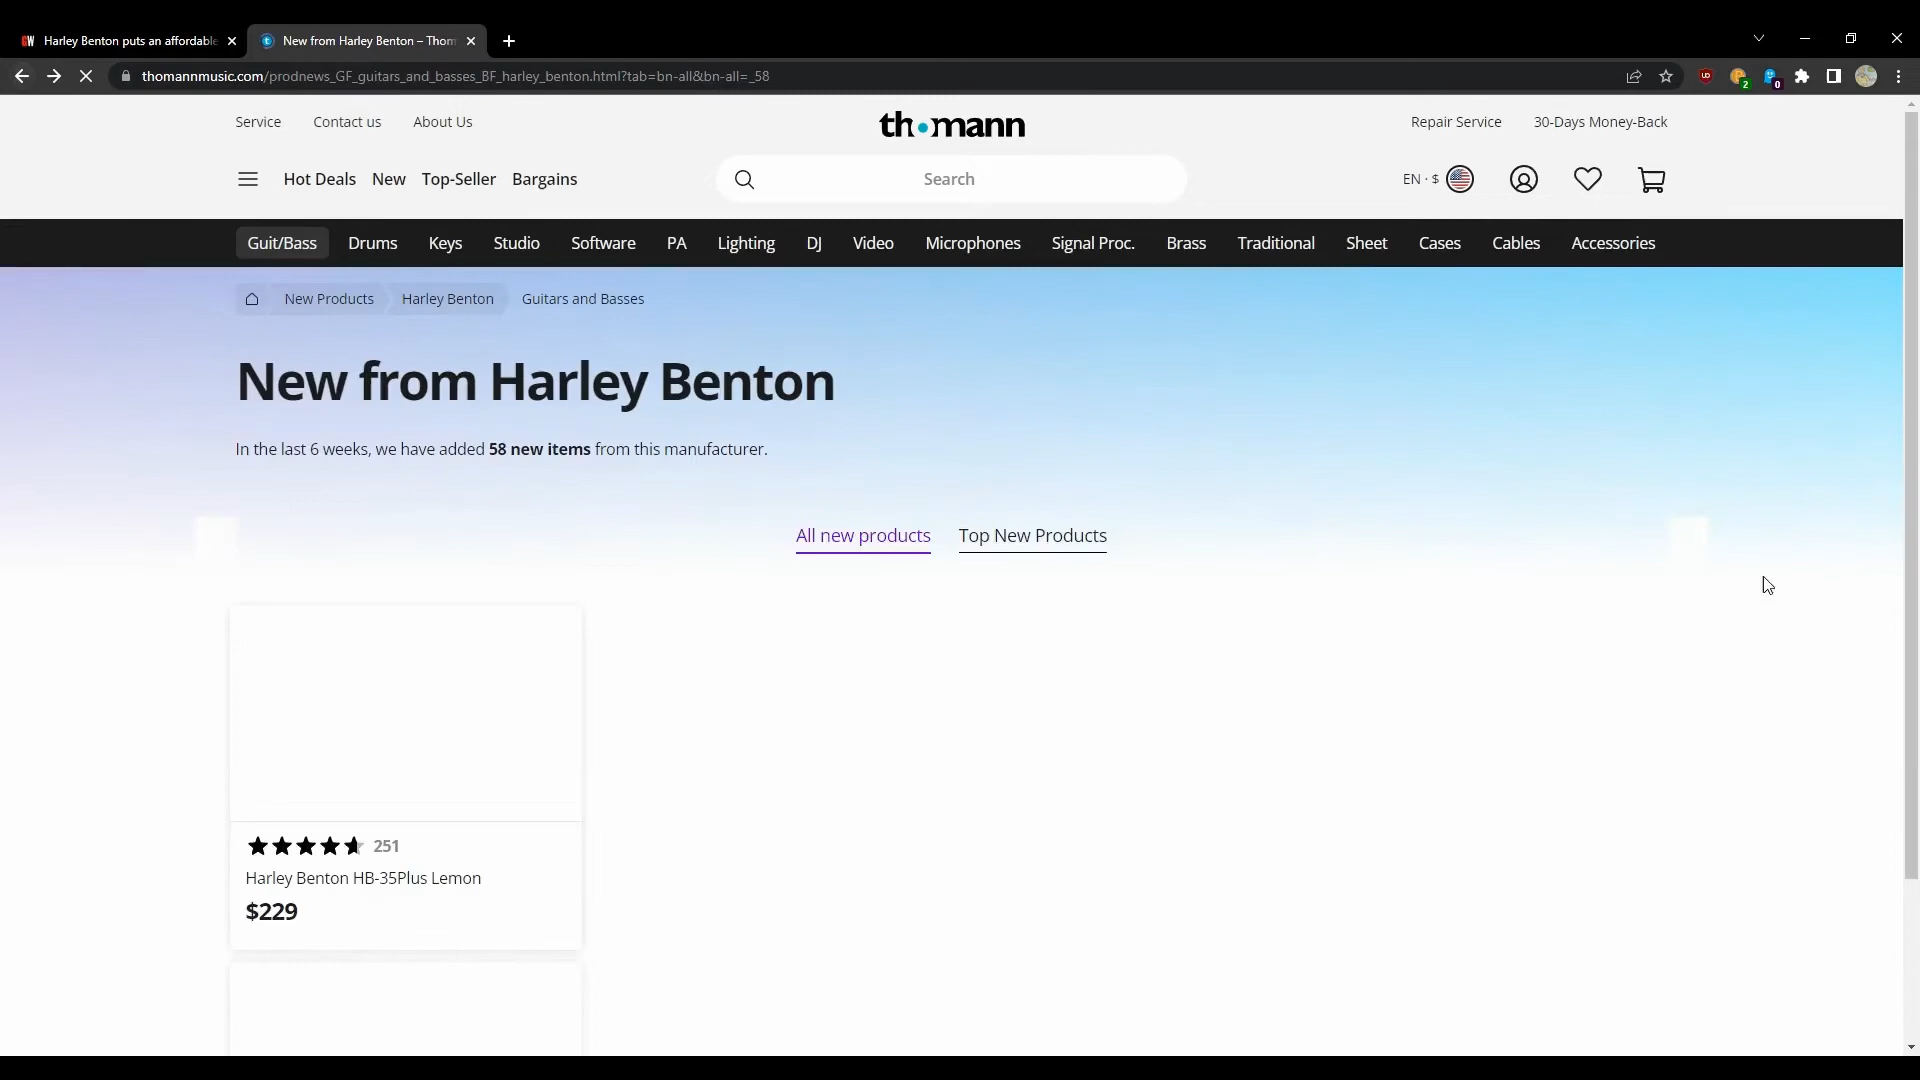 Harley Benton puts an affordable
New from Harley Benton – Thom
thomannmusic.com/prodnews_GF_guitars_and_basses_BF_harley_benton.html?tab=bn-all&bn-all=_58
2
0
Service
Contact us
About Us
th•mann
Repair Service
30-Days Money-Back
Hot Deals
New
Top-Seller
Bargains
Search
EN · $
Guit/Bass
Drums
Keys
Studio
Software
PA
Lighting
DJ
Video
Microphones
Signal Proc.
Brass
Traditional
Sheet
Cases
Cables
Accessories
New Products
Harley Benton
Guitars and Basses
New from Harley Benton
In the last 6 weeks, we have added 58 new items from this manufacturer.
All new products
Top New Products
251
Harley Benton HB-35Plus Lemon
$229